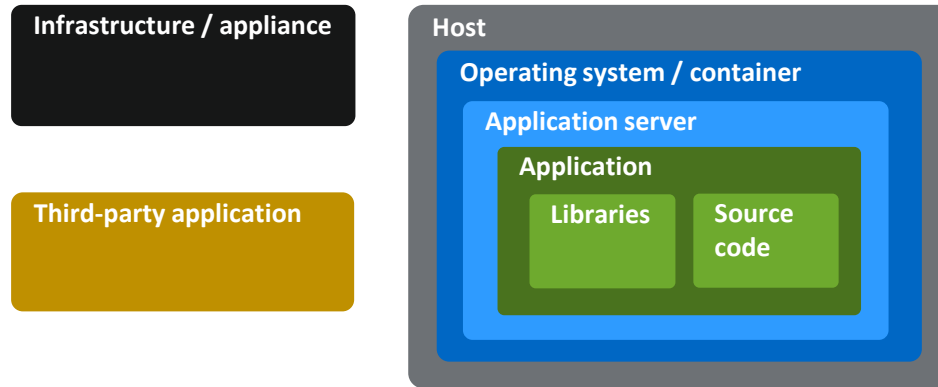 Infrastructure / appliance
Third-party application
Host
Operating system / container
Application server
Application
Libraries
Source
code